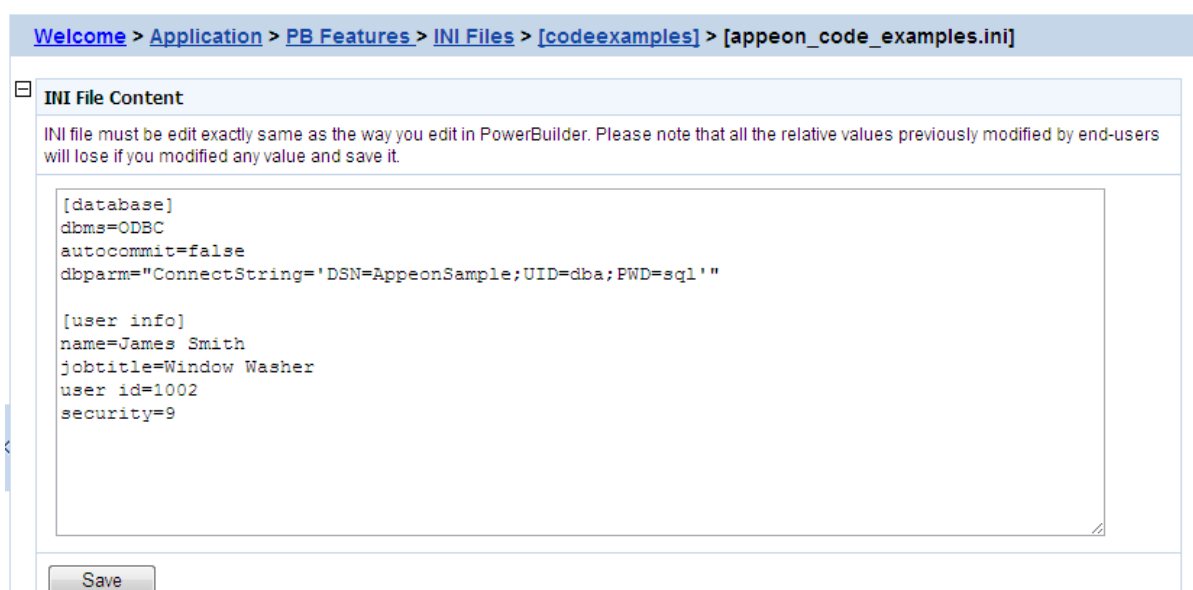 Welcome > Application > PB Features > INI Files > [codeexamples] > [appeon_code_examples.ini]
INI File Content
INI file must be edit exactly same as the way you edit in PowerBuilder. Please note that all the relative values previously modified by end-users
will lose if you modified any value and save it.
[database]
dbms=ODBC
autocommit=false
dbparm="ConnectString='DSN=AppeonSample;UID=dba;PWD=sql'"
[user info]
name=James Smith
jobtitle=Window Washer
user id=1002
security=9
Save